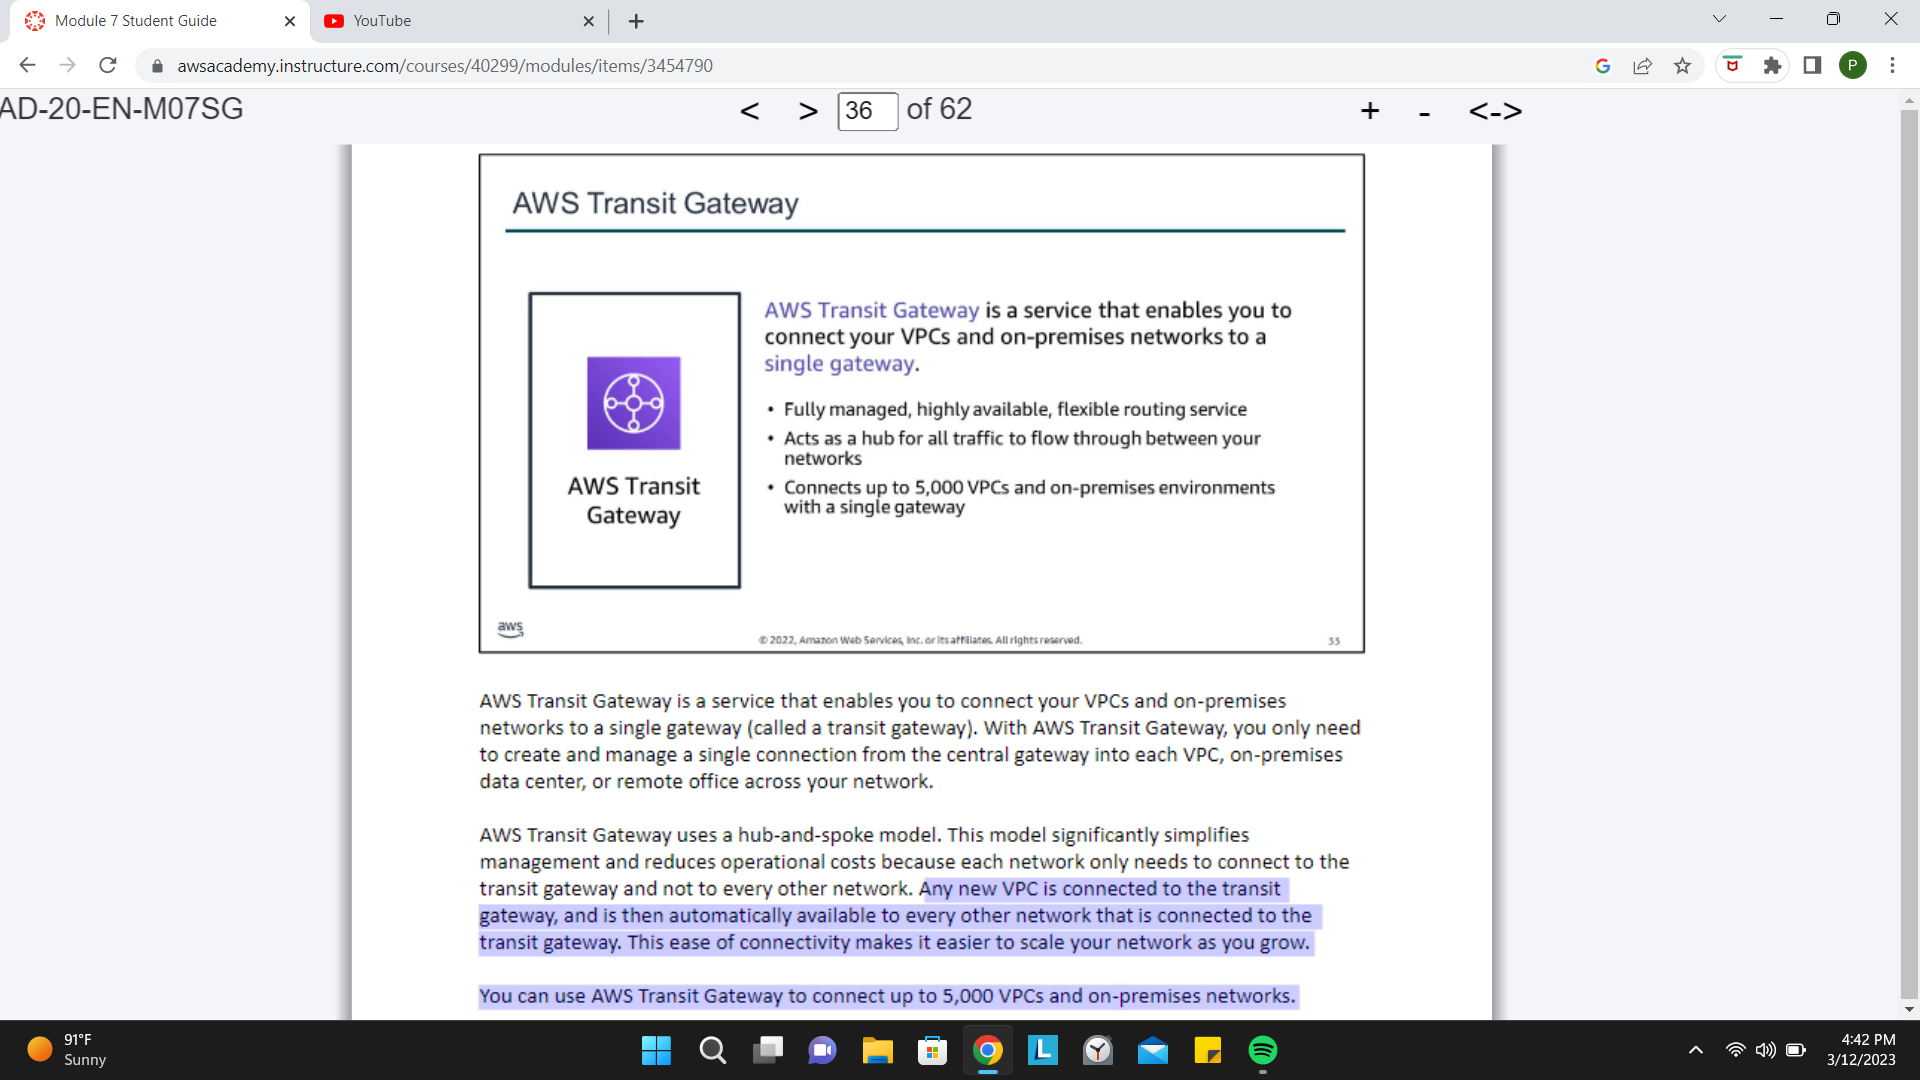 Module 7 Student Guide
YouTube
awsacademy.instructure.com/courses/40299/modules/items/3454790
P
AD-20-EN-M07SG
< > 36 of 62 + - <->
AWS Transit Gateway
AWS Transit Gateway is a service that enables you to
connect your VPCs and on-premises networks to a
single gateway.
• Fully managed, highly available, flexible routing service
• Acts as a hub for all traffic to flow through between your
networks
• Connects up to 5,000 VPCs and on-premises environments
with a single gateway
AWS Transit
Gateway
aws
© 2022, Amazon Web Services, Inc. or its affiliates. All rights reserved.
33
AWS Transit Gateway is a service that enables you to connect your VPCs and on-premises
networks to a single gateway (called a transit gateway). With AWS Transit Gateway, you only need
to create and manage a single connection from the central gateway into each VPC, on-premises
data center, or remote office across your network.
AWS Transit Gateway uses a hub-and-spoke model. This model significantly simplifies
management and reduces operational costs because each network only needs to connect to the
transit gateway and not to every other network. Any new VPC is connected to the transit
gateway, and is then automatically available to every other network that is connected to the
transit gateway. This ease of connectivity makes it easier to scale your network as you grow.
You can use AWS Transit Gateway to connect up to 5,000 VPCs and on-premises networks.
91°F
Sunny
L
4:42 PM
3/12/2023